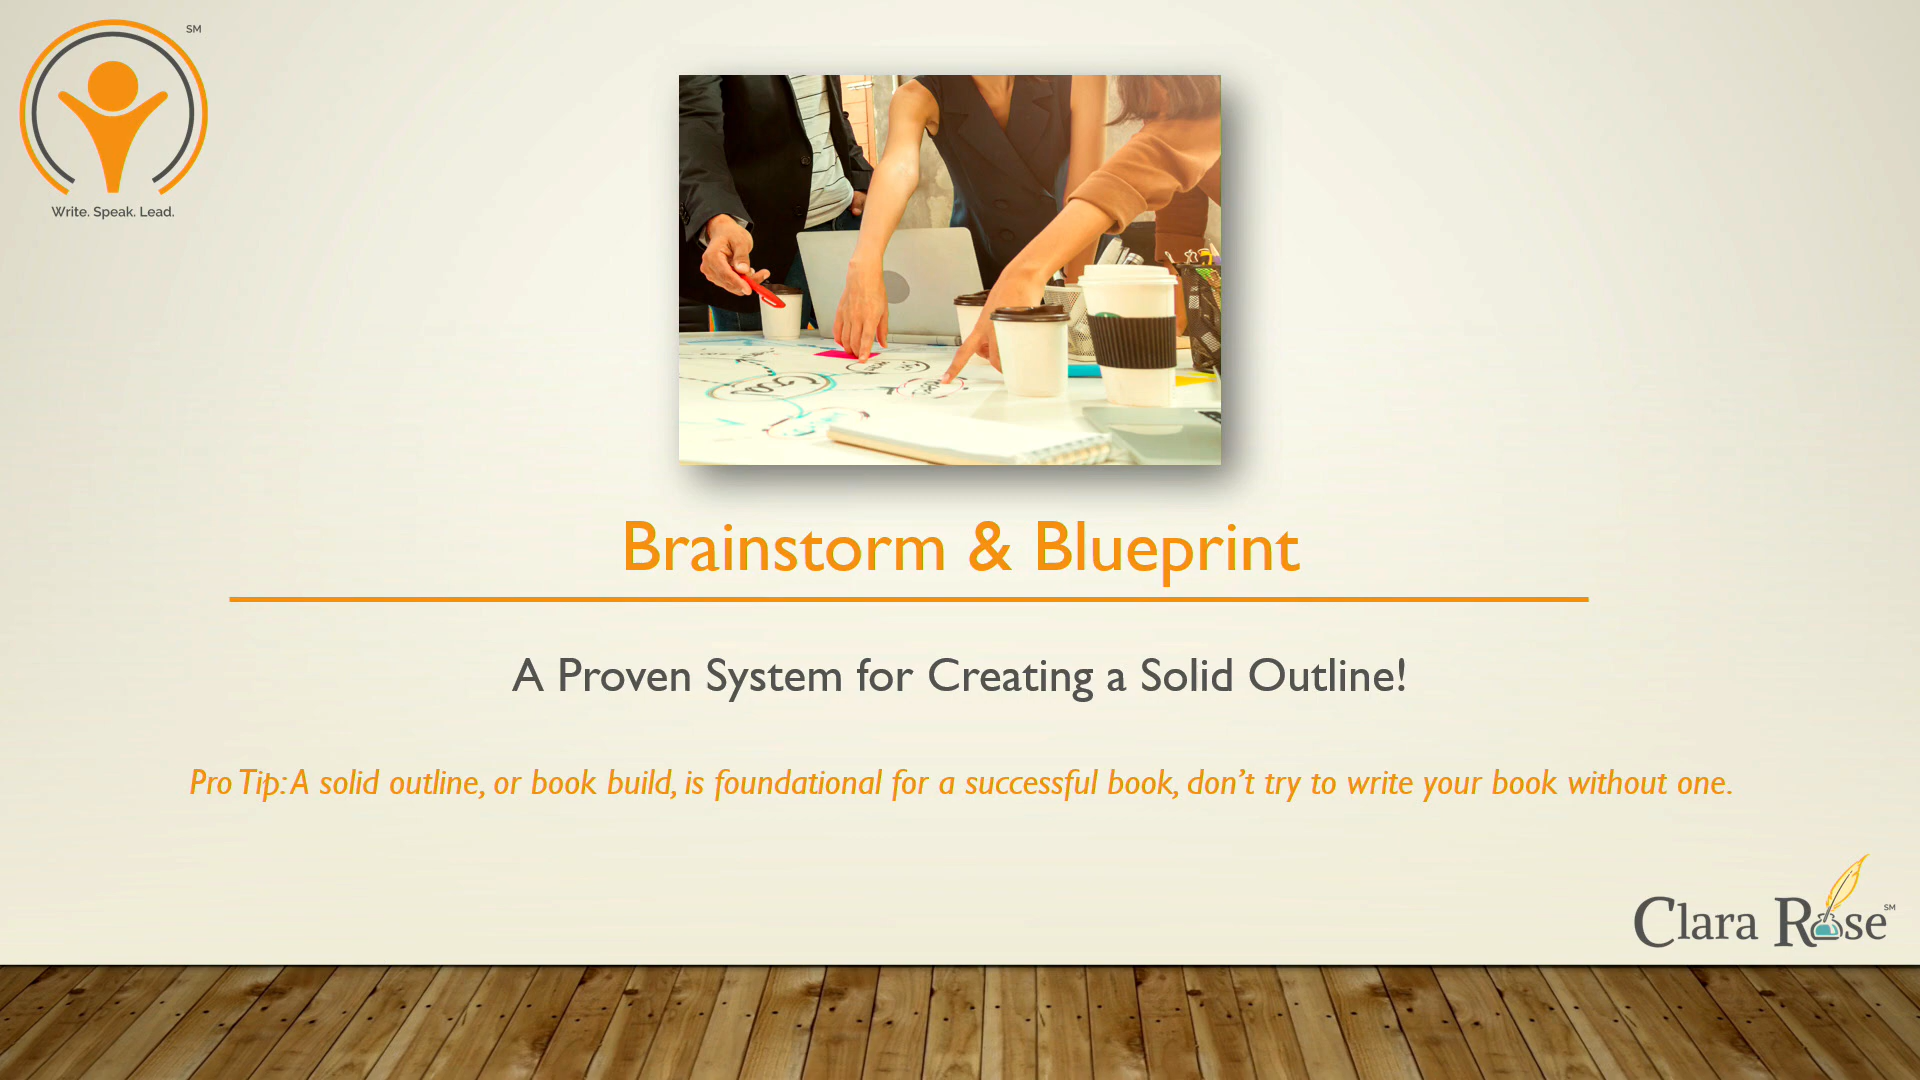 SM
Write. Speak. Lead.
Brainstorm & Blueprint
A Proven System for Creating a Solid Outline!
Pro Tip: A solid outline, or book build, is foundational for a successful book, don’t try to write your book without one.
Clara Rose SM